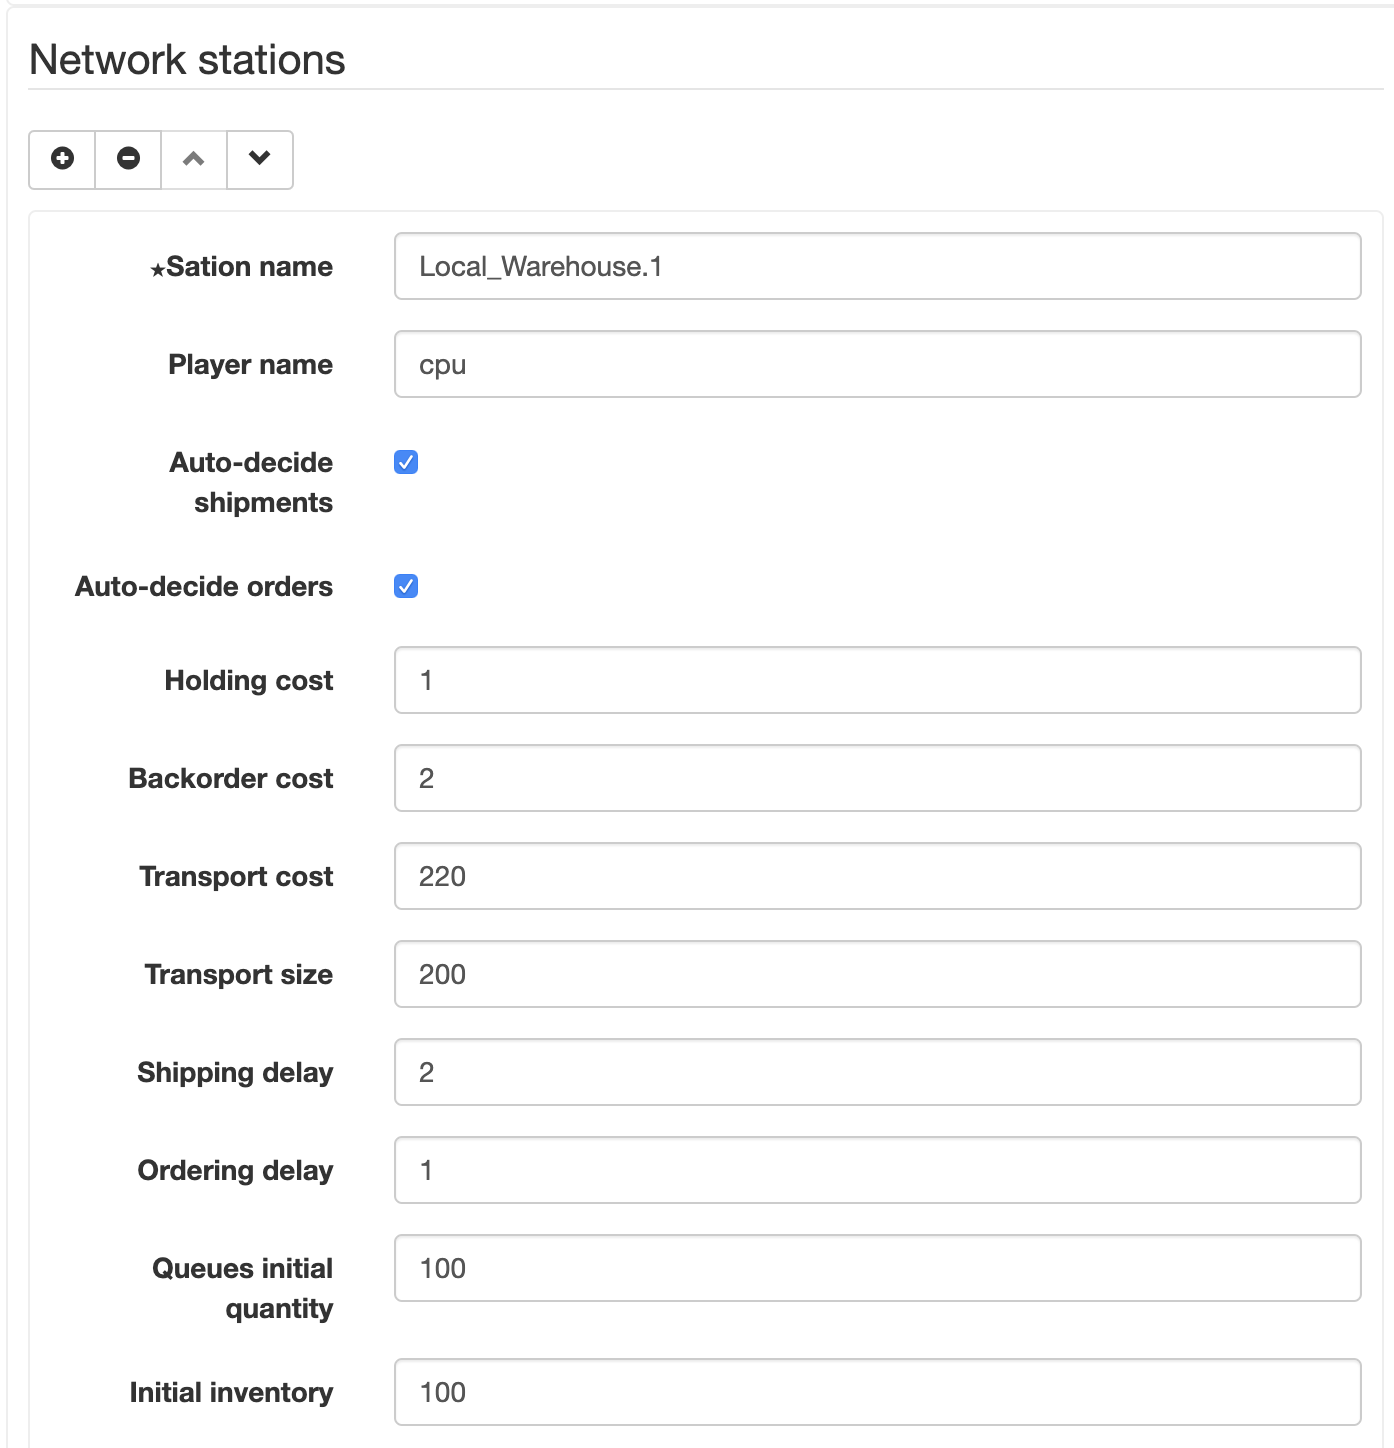 Network stations
★Sation name
Local_Warehouse.1
Player name
cpu
Auto-decide
shipments
Auto-decide orders
Holding cost
1
Backorder cost
2
Transport cost
220
Transport size
200
Shipping delay
2
Ordering delay
1
Queues initial
quantity
100
Initial inventory
100